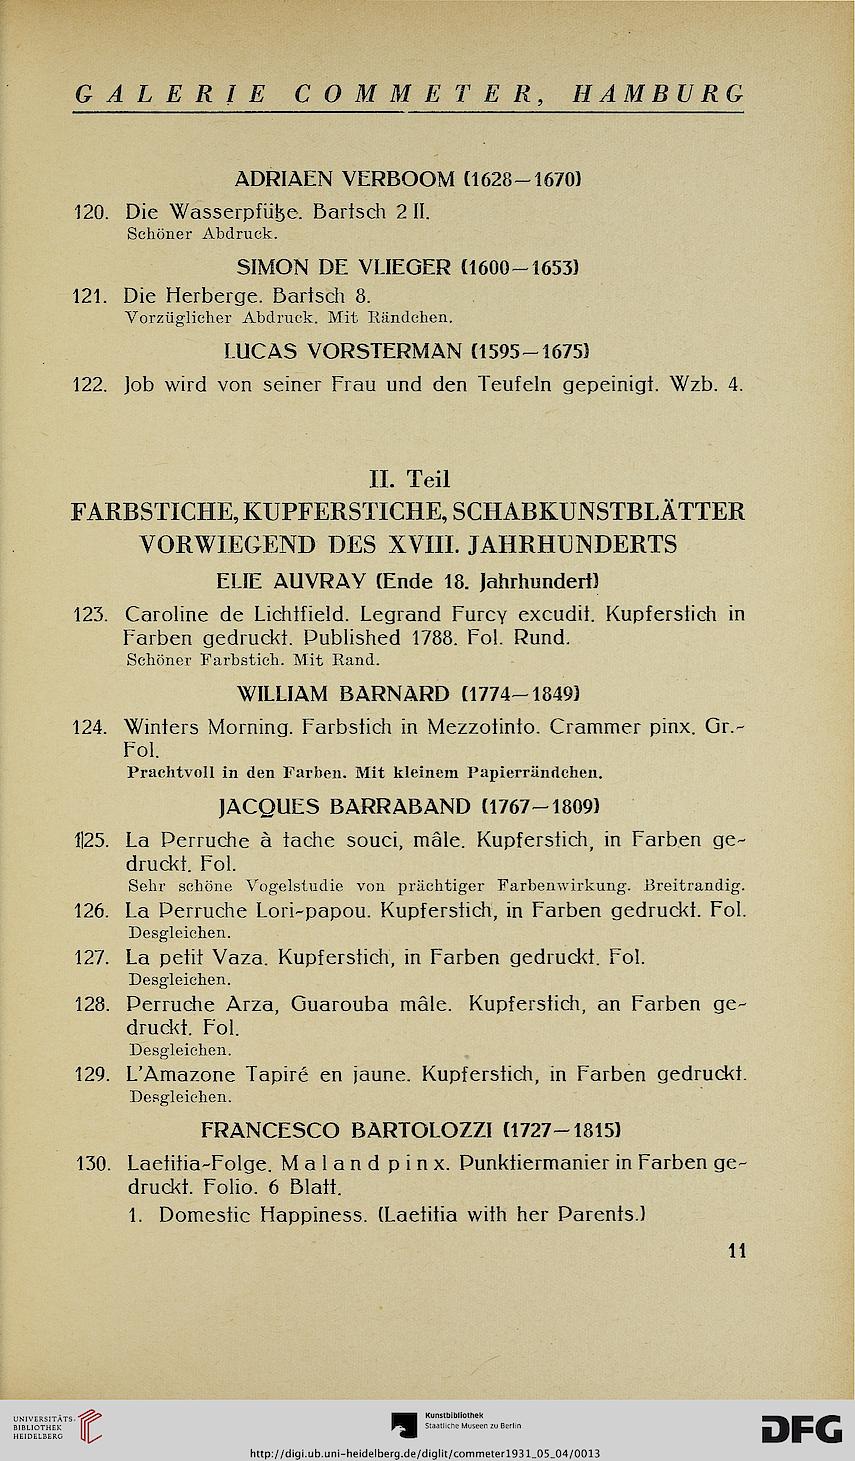 GALERIE COMMETER, HAMBURG
ADRIAEN VERBOOM (1628—1670)
120. Die Wasserpfütze. Bartsch 2 II.
Schöner Abdruck.
SIMON DE VLIEGER (1600—1653)
121. Die Herberge. Bartsch 8.
Vorzüglicher Abdruck. Mit Rändchen.
LUCAS VORSTERMAN (1595—1675)
122. Job wird von seiner Frau und den Teufeln gepeinigt. Wzb. 4.
II. Teil
FARBSTICHE, KUPFERSTICHE, SCHABKUNSTBLÄTTER
VORWIEGEND DES XVIII. JAHRHUNDERTS
ELIE AUVRAY (Ende 18. Jahrhundert)
123. Caroline de Lichtfield. Legrand Furcy excudit. Kupferstich in
Farben gedruckt. Published 1788. Fol. Rund.
Schöner Farbstich. Mit Rand.
WILLIAM BARNARD (1774—1849)
124. Winters Morning. Farbstich in Mezzotinto. Crammer pinx. Gr.-
Fol.
Prachtvoll in den Farben. Mit kleinem Papierrändchen.
JACQUES BARRABAND (1767—1809)
125. La Perruche à tache souci, mâle. Kupferstich, in Farben ge-
druckt. Fol.
Sehr schöne Vogelstudie von prächtiger Farbenwirkung. Breitrandig.
126. La Perruche Lori-papou. Kupferstich, in Farben gedruckt. Fol.
Desgleichen.
127. La petit Vaza. Kupferstich, in Farben gedruckt. Fol.
Desgleichen.
128. Perruche Arza, Guarouba mâle. Kupferstich, an Farben ge-
druckt. Fol.
Desgleichen.
129. L'Amazone Tapiré en jaune. Kupferstich, in Farben gedruckt.
Desgleichen.
FRANCESCO BARTOLOZZI (1727—1815)
130. Laetitia-Folge. Maland pinx. Punktiermanier in Farben ge-
druckt. Folio. 6 Blatt.
1. Domestic Happiness. (Laetitia with her Parents.)
11
UNIVERSITÄTS-
BIBLIOTHEK
HEIDELBERG
Kunstbibliothek
Staatliche Museen zu Berlin
DFG
http://digi.ub.uni-heidelberg.de/diglit/commeter1931_05_04/0013